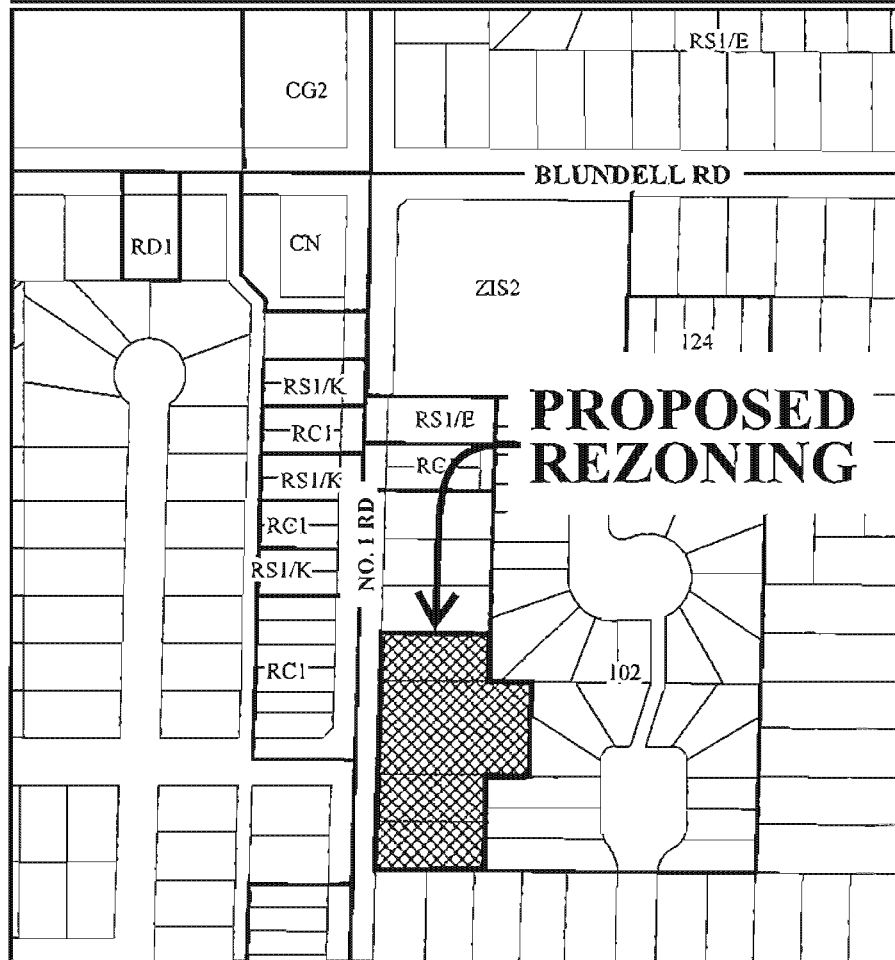 RS1/E
CG2
BLUNDELL RD
RD1
CN
ZIS2
124
RS1/K
RS1/E
PROPOSED
REZONING
RC1
RS1/K
RC1
NO. 1 RD
RS1/K
RC1
102